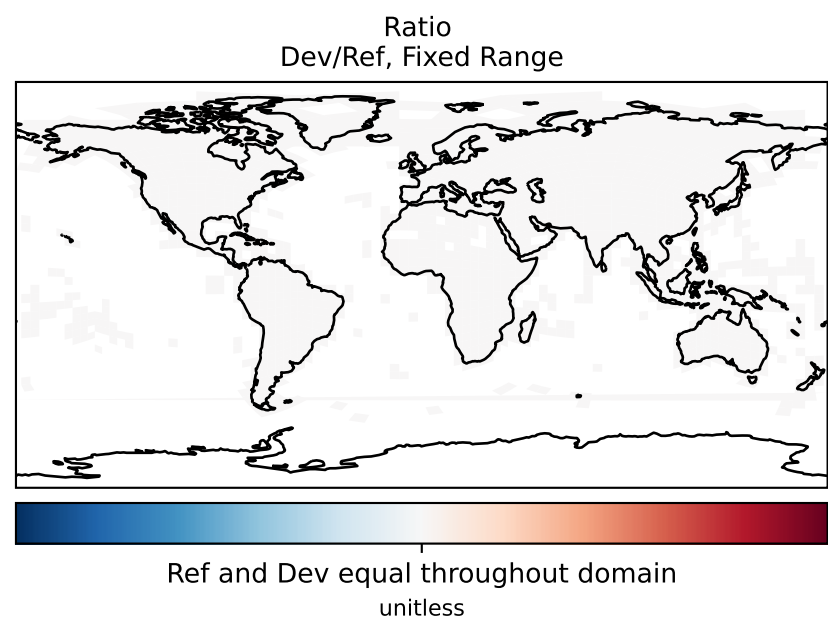 Ratio
Dev/Ref, Fixed Range
Ref and Dev equal throughout domain
unitless